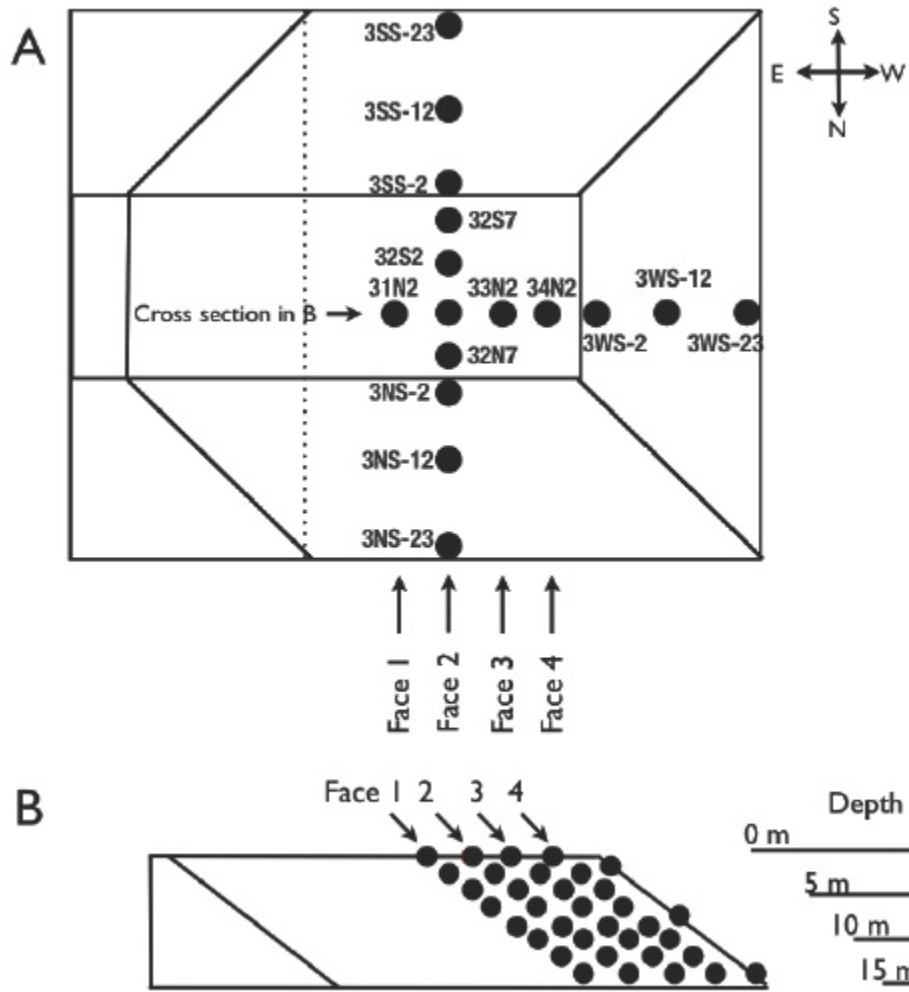 A
S
E W
N
3SS-23
3SS-12
3SS-2
32S7
32S2
31N2 33N2 34N2
3WS-12
Cross section in B
3WS-2 3WS-23
32N7
3NS-2
3NS-12
3NS-23
Face 1
Face 2
Face 3
Face 4
B
Face 1 2 3 4
Depth
0 m
5 m
10 m
15 m